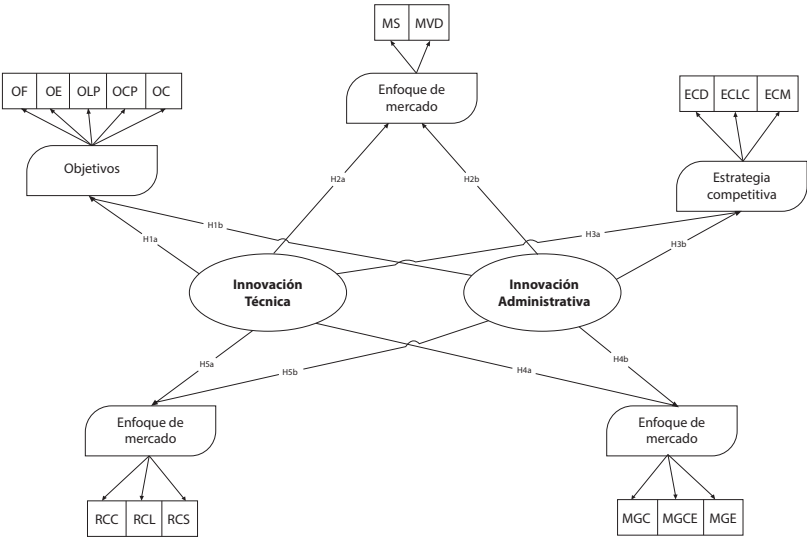 MS MVD
Enfoque de
mercado
OF OE OLP OCP OC
Objetivos
ECD ECLC ECM
Estrategia
competitiva
H2a
H2b
H1b
H1a
H3a
H3b
Innovación
Técnica
Innovación
Administrativa
H5a
H5b
H4a
H4b
Enfoque de
mercado
Enfoque de
mercado
RCC RCL RCS
MGC MGCE MGE